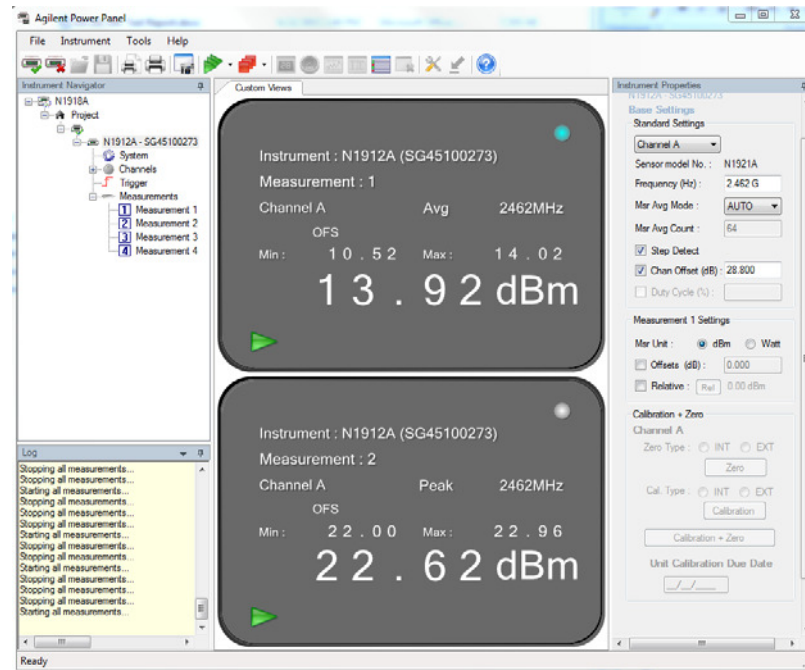 Agilent Power Panel
File Instrument Tools Help
Instrument Navigator
N1918A
Project
N1912A - SG45100273
System
Channels
Trigger
Measurements
1 Measurement 1
2 Measurement 2
3 Measurement 3
4 Measurement 4
Log
Stopping all measurements...
Stopping all measurements...
Starting all measurements...
Stopping all measurements...
Stopping all measurements...
Stopping all measurements...
Starting all measurements...
Stopping all measurements...
Stopping all measurements...
Starting all measurements...
Stopping all measurements...
Stopping all measurements...
Stopping all measurements...
Starting all measurements...
Custom Views
Instrument : N1912A (SG45100273)
Measurement : 1
Channel A Avg 2462MHz
OFS
Min : 10.52 Max : 14.02
13.92 dBm
Instrument : N1912A (SG45100273)
Measurement : 2
Channel A Peak 2462MHz
OFS
Min : 22.00 Max : 22.96
22.62 dBm
Instrument Properties
N1912A - SG45100273
Base Settings
Standard Settings
Channel A
Sensor model No. : N1921A
Frequency (Hz) : 2.462 G
Msr Avg Mode : AUTO
Msr Avg Count : 64
Step Detect
Chan Offset (dB) : 28.800
Duty Cycle (%) :
Measurement 1 Settings
Msr Unit : dBm Watt
Offsets (dB) : 0.000
Relative : Rel 0.00 dBm
Calibration + Zero
Channel A
Zero Type : INT EXT
Zero
Cal. Type : INT EXT
Calibration
Calibration + Zero
Unit Calibration Due Date
__/__/____
Ready